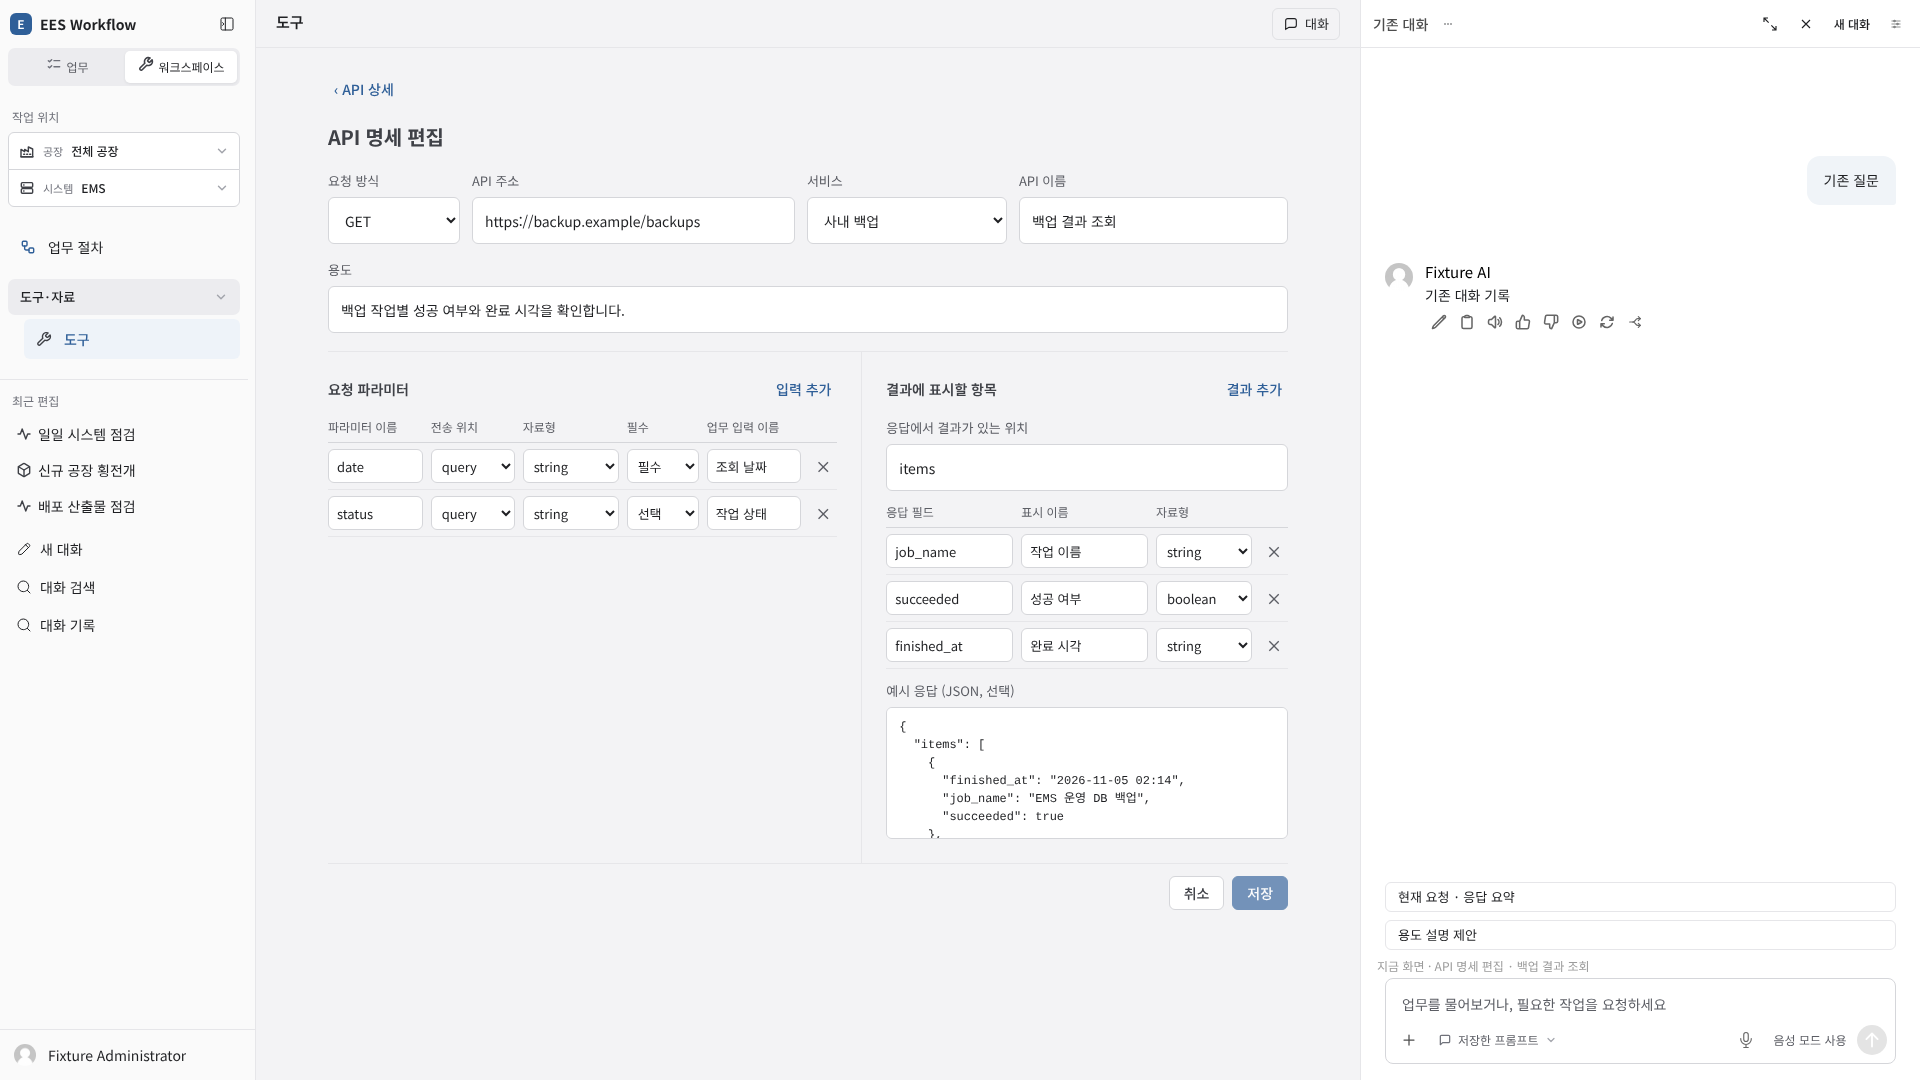 E EES Workflow
업무
워크스페이스
작업 위치
공장 전체 공장
시스템 EMS
업무 절차
도구·자료
도구
최근 편집
일일 시스템 점검
신규 공장 횡전개
배포 산출물 점검
새 대화
대화 검색
대화 기록
Fixture Administrator
도구
대화
‹ API 상세
API 명세 편집
요청 방식 API 주소 서비스 API 이름
GET https://backup.example/backups 사내 백업 백업 결과 조회
용도
백업 작업별 성공 여부와 완료 시각을 확인합니다.
요청 파라미터 입력 추가
파라미터 이름 전송 위치 자료형 필수 업무 입력 이름
date query string 필수 조회 날짜
status query string 선택 작업 상태
결과에 표시할 항목 결과 추가
응답에서 결과가 있는 위치
items
응답 필드 표시 이름 자료형
job_name 작업 이름 string
succeeded 성공 여부 boolean
finished_at 완료 시각 string
예시 응답 (JSON, 선택)
{
"items": [
{
"finished_at": "2026-11-05 02:14",
"job_name": "EMS 운영 DB 백업",
"succeeded": true
},
취소 저장
기존 대화 ···
새 대화
기존 질문
Fixture AI
기존 대화 기록
현재 요청 · 응답 요약
용도 설명 제안
지금 화면 · API 명세 편집 · 백업 결과 조회
업무를 물어보거나, 필요한 작업을 요청하세요
저장한 프롬프트
음성 모드 사용